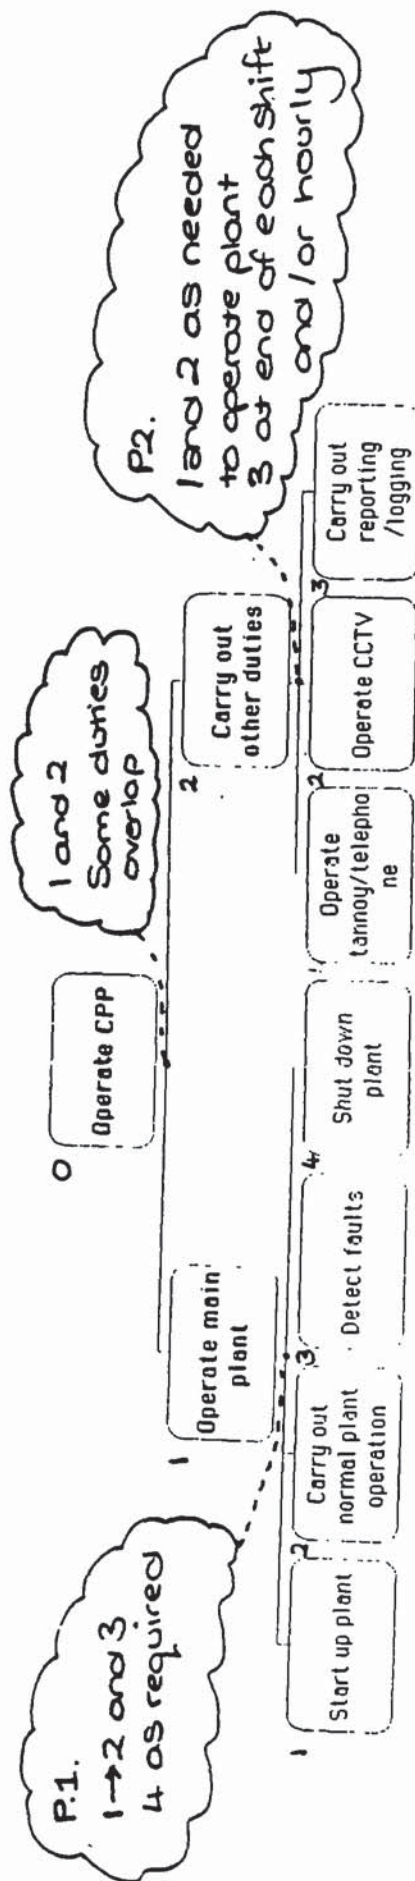 P.1.
1→2 and 3
4 as required
0
Operate CPP
1 and 2
Some duties
overlap
P2.
1 and 2 as needed
to operate plant
3 at end of each shift
and/or hourly
1
Operate main
plant
2
Carry out
other duties
1
Start up plant
2
Carry out
normal plant
operation
3
Detect faults
4
Shut down
plant
1
Operate
tannoy/telepho
ne
2
Operate CCTV
3
Carry out
reporting
/logging